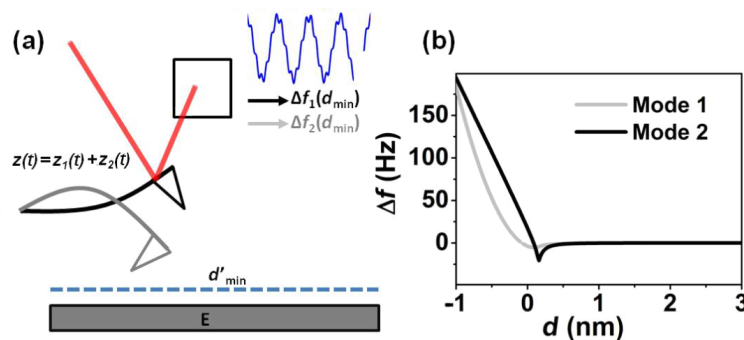 (a)
Δf₁(dmin)
Δf₂(dmin)
z(t)=z₁(t)+z₂(t)
d'min
E
(b)
Mode 1
Mode 2
Δf (Hz)
150
100
50
0
-1 0 1 2 3
d (nm)